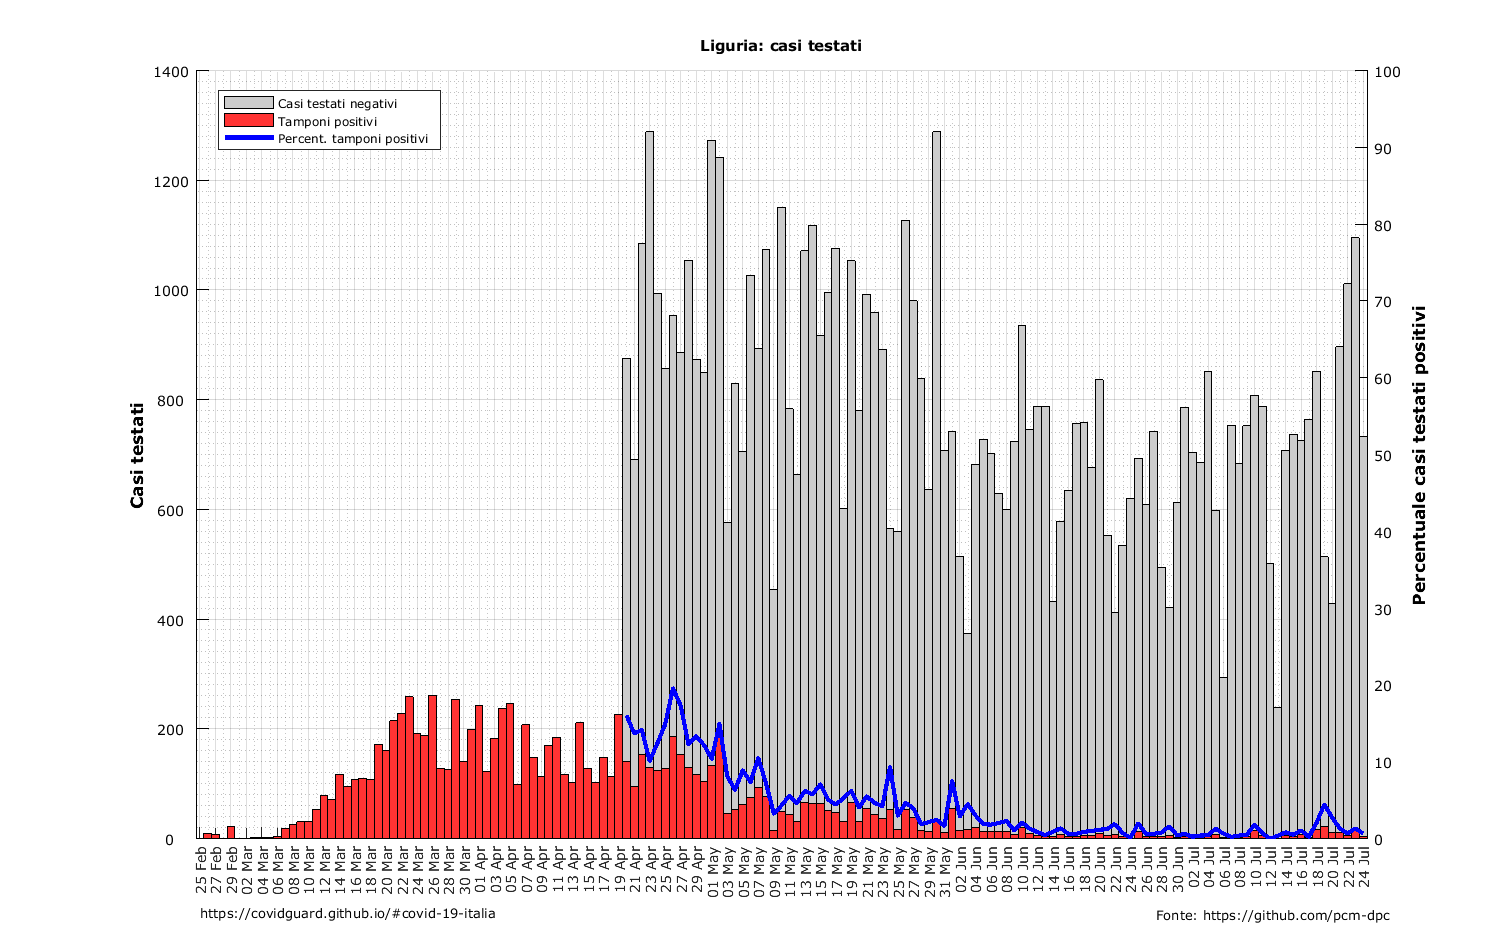 Liguria: casi testati
Casi testati negativi
Tamponi positivi
Percent. tamponi positivi
1400
1200
1000
800
600
400
200
0
Casi testati
100
90
80
70
60
50
40
30
20
10
0
Percentuale casi testati positivi
25 Feb
27 Feb
29 Feb
02 Mar
04 Mar
06 Mar
08 Mar
10 Mar
12 Mar
14 Mar
16 Mar
18 Mar
20 Mar
22 Mar
24 Mar
26 Mar
28 Mar
30 Mar
01 Apr
03 Apr
05 Apr
07 Apr
09 Apr
11 Apr
13 Apr
15 Apr
17 Apr
19 Apr
21 Apr
23 Apr
25 Apr
27 Apr
29 Apr
01 May
03 May
05 May
07 May
09 May
11 May
13 May
15 May
17 May
19 May
21 May
23 May
25 May
27 May
29 May
31 May
02 Jun
04 Jun
06 Jun
08 Jun
10 Jun
12 Jun
14 Jun
16 Jun
18 Jun
20 Jun
22 Jun
24 Jun
26 Jun
28 Jun
30 Jun
02 Jul
04 Jul
06 Jul
08 Jul
10 Jul
12 Jul
14 Jul
16 Jul
18 Jul
20 Jul
22 Jul
24 Jul
https://covidguard.github.io/#covid-19-italia
Fonte: https://github.com/pcm-dpc